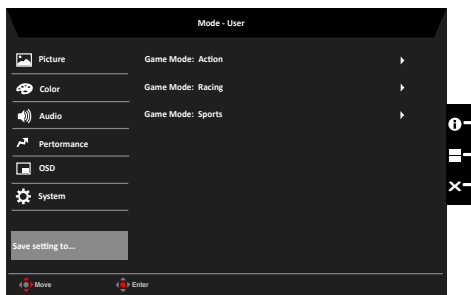 Mode - User
Picture
Game Mode: Action
Color
Game Mode: Racing
Audio
Game Mode: Sports
Pertormance
OSD
System
Save setting to...
Move
Enter